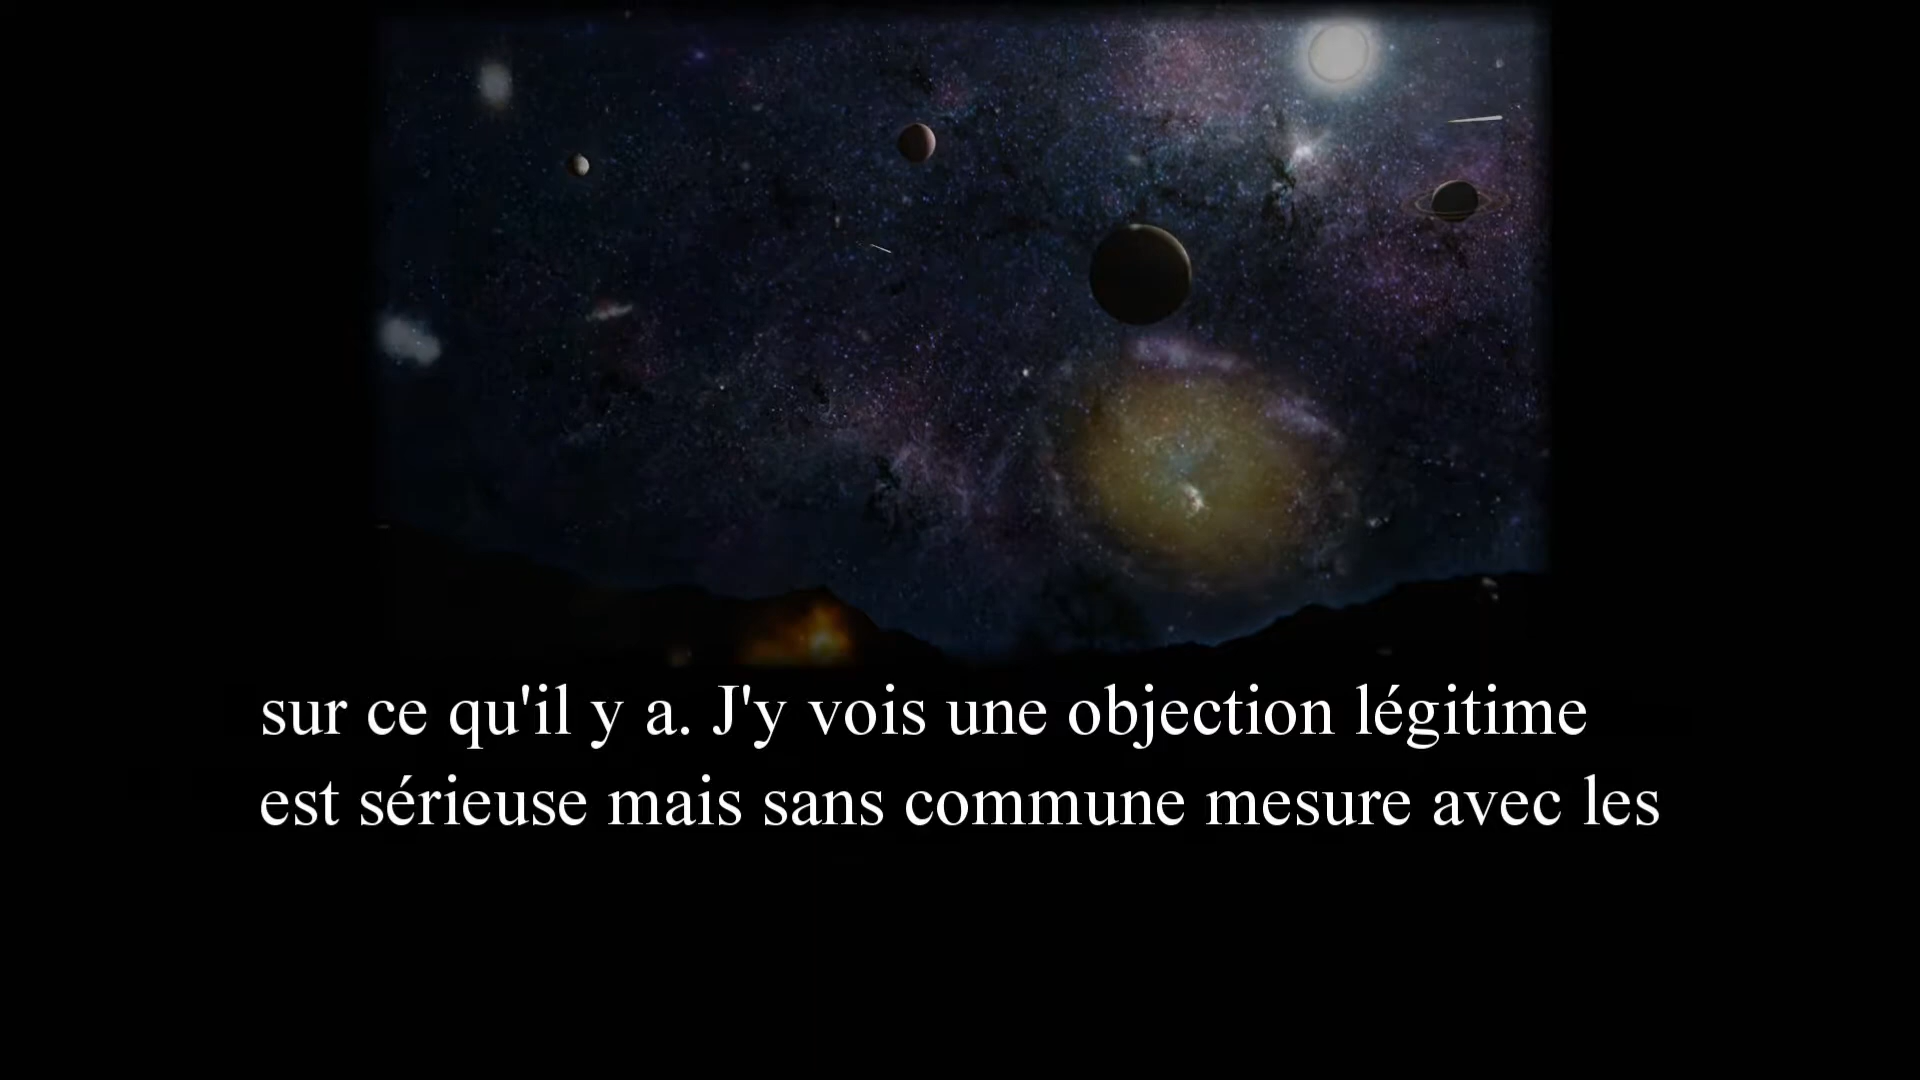 sur ce qu'il y a. J'y vois une objection légitime
est sérieuse mais sans commune mesure avec les